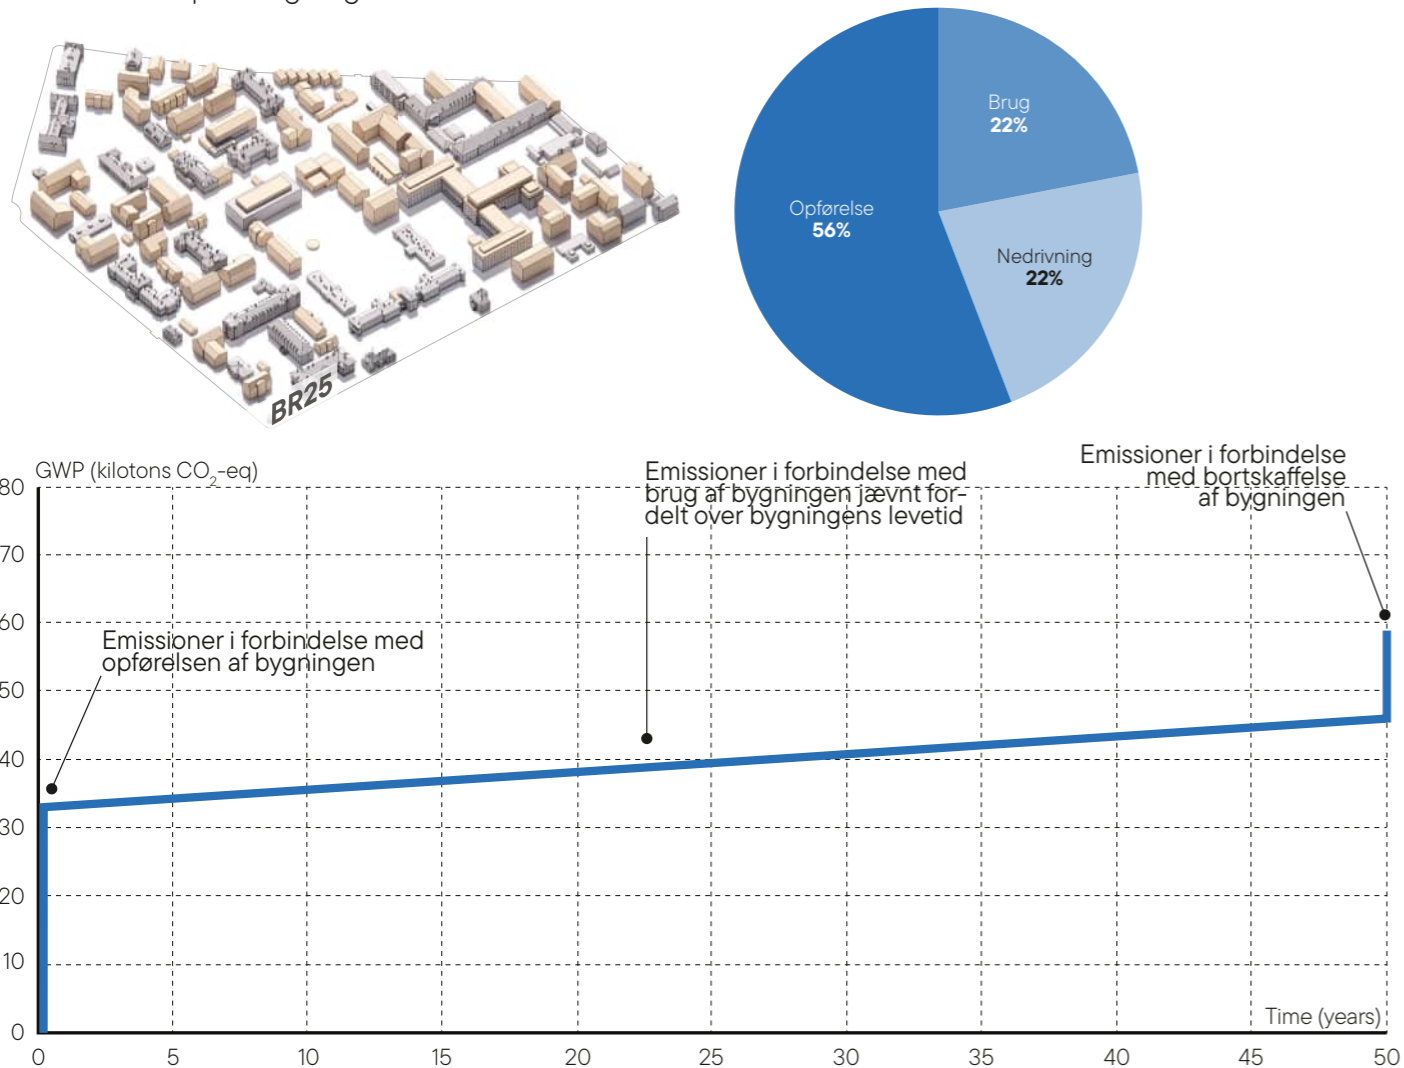 BR25
Brug
22%
Opførelse
56%
Nedrivning
22%
GWP (kilotons CO₂-eq)
Emissioner i forbindelse med
brug af bygningen jævnt for-
delt over bygningens levetid
Emissioner i forbindelse
med bortskaffelse
af bygningen
Emissioner i forbindelse med
opførelsen af bygningen
80
70
60
50
40
30
20
10
0
Time (years)
0 5 10 15 20 25 30 35 40 45 50